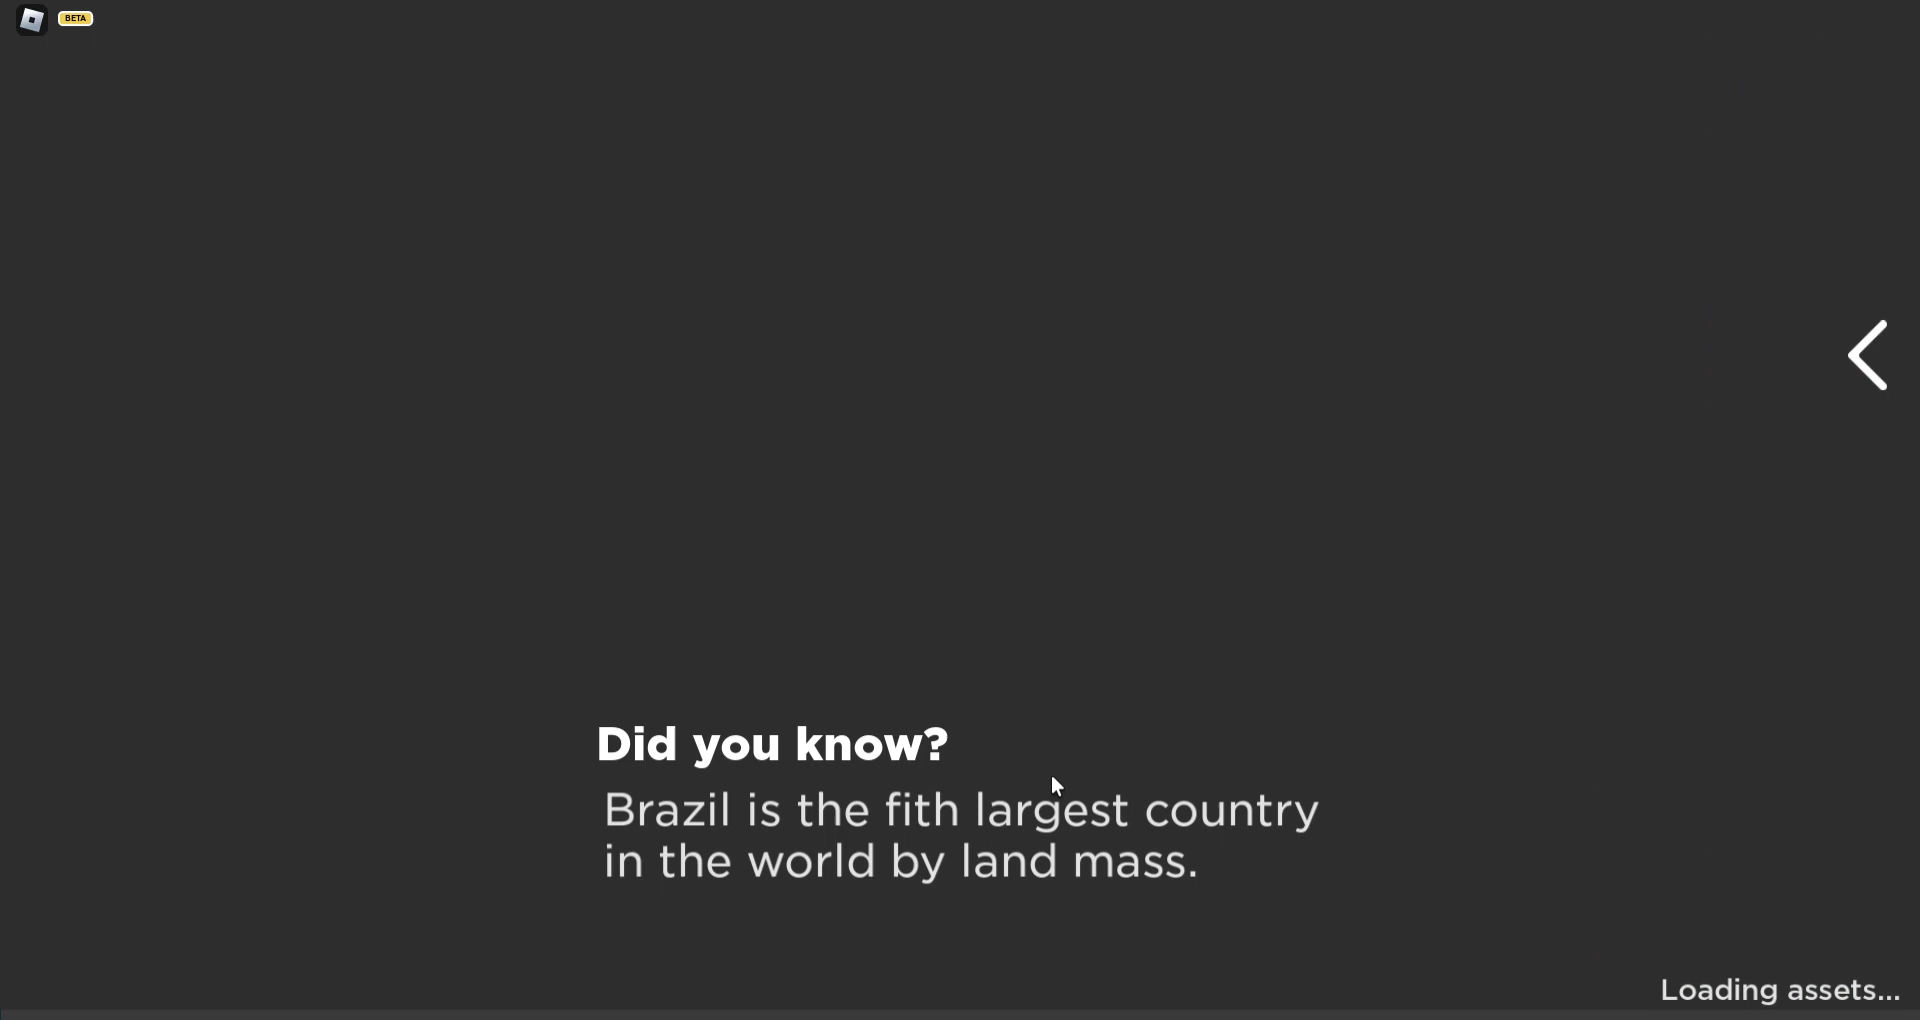 BETA
Did you know?
Brazil is the fith largest country
in the world by land mass.
Loading assets...